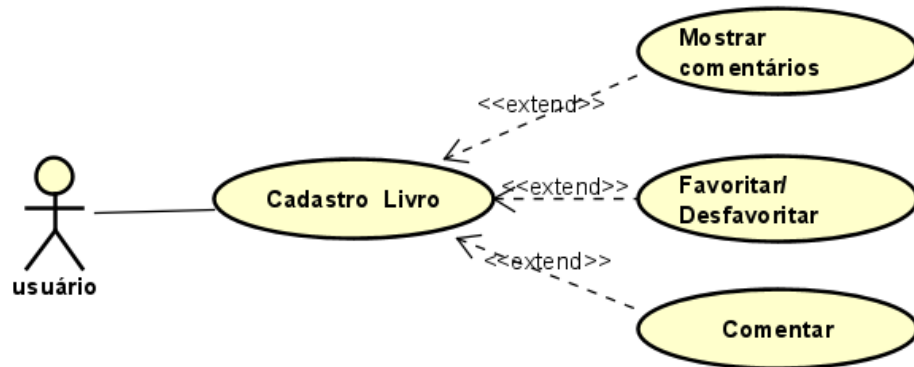 Mostrar
comentários
<<extend>>
Cadastro Livro
<<extend>>
Favoritar/
Desfavoritar
<<extend>>
usuário
Comentar